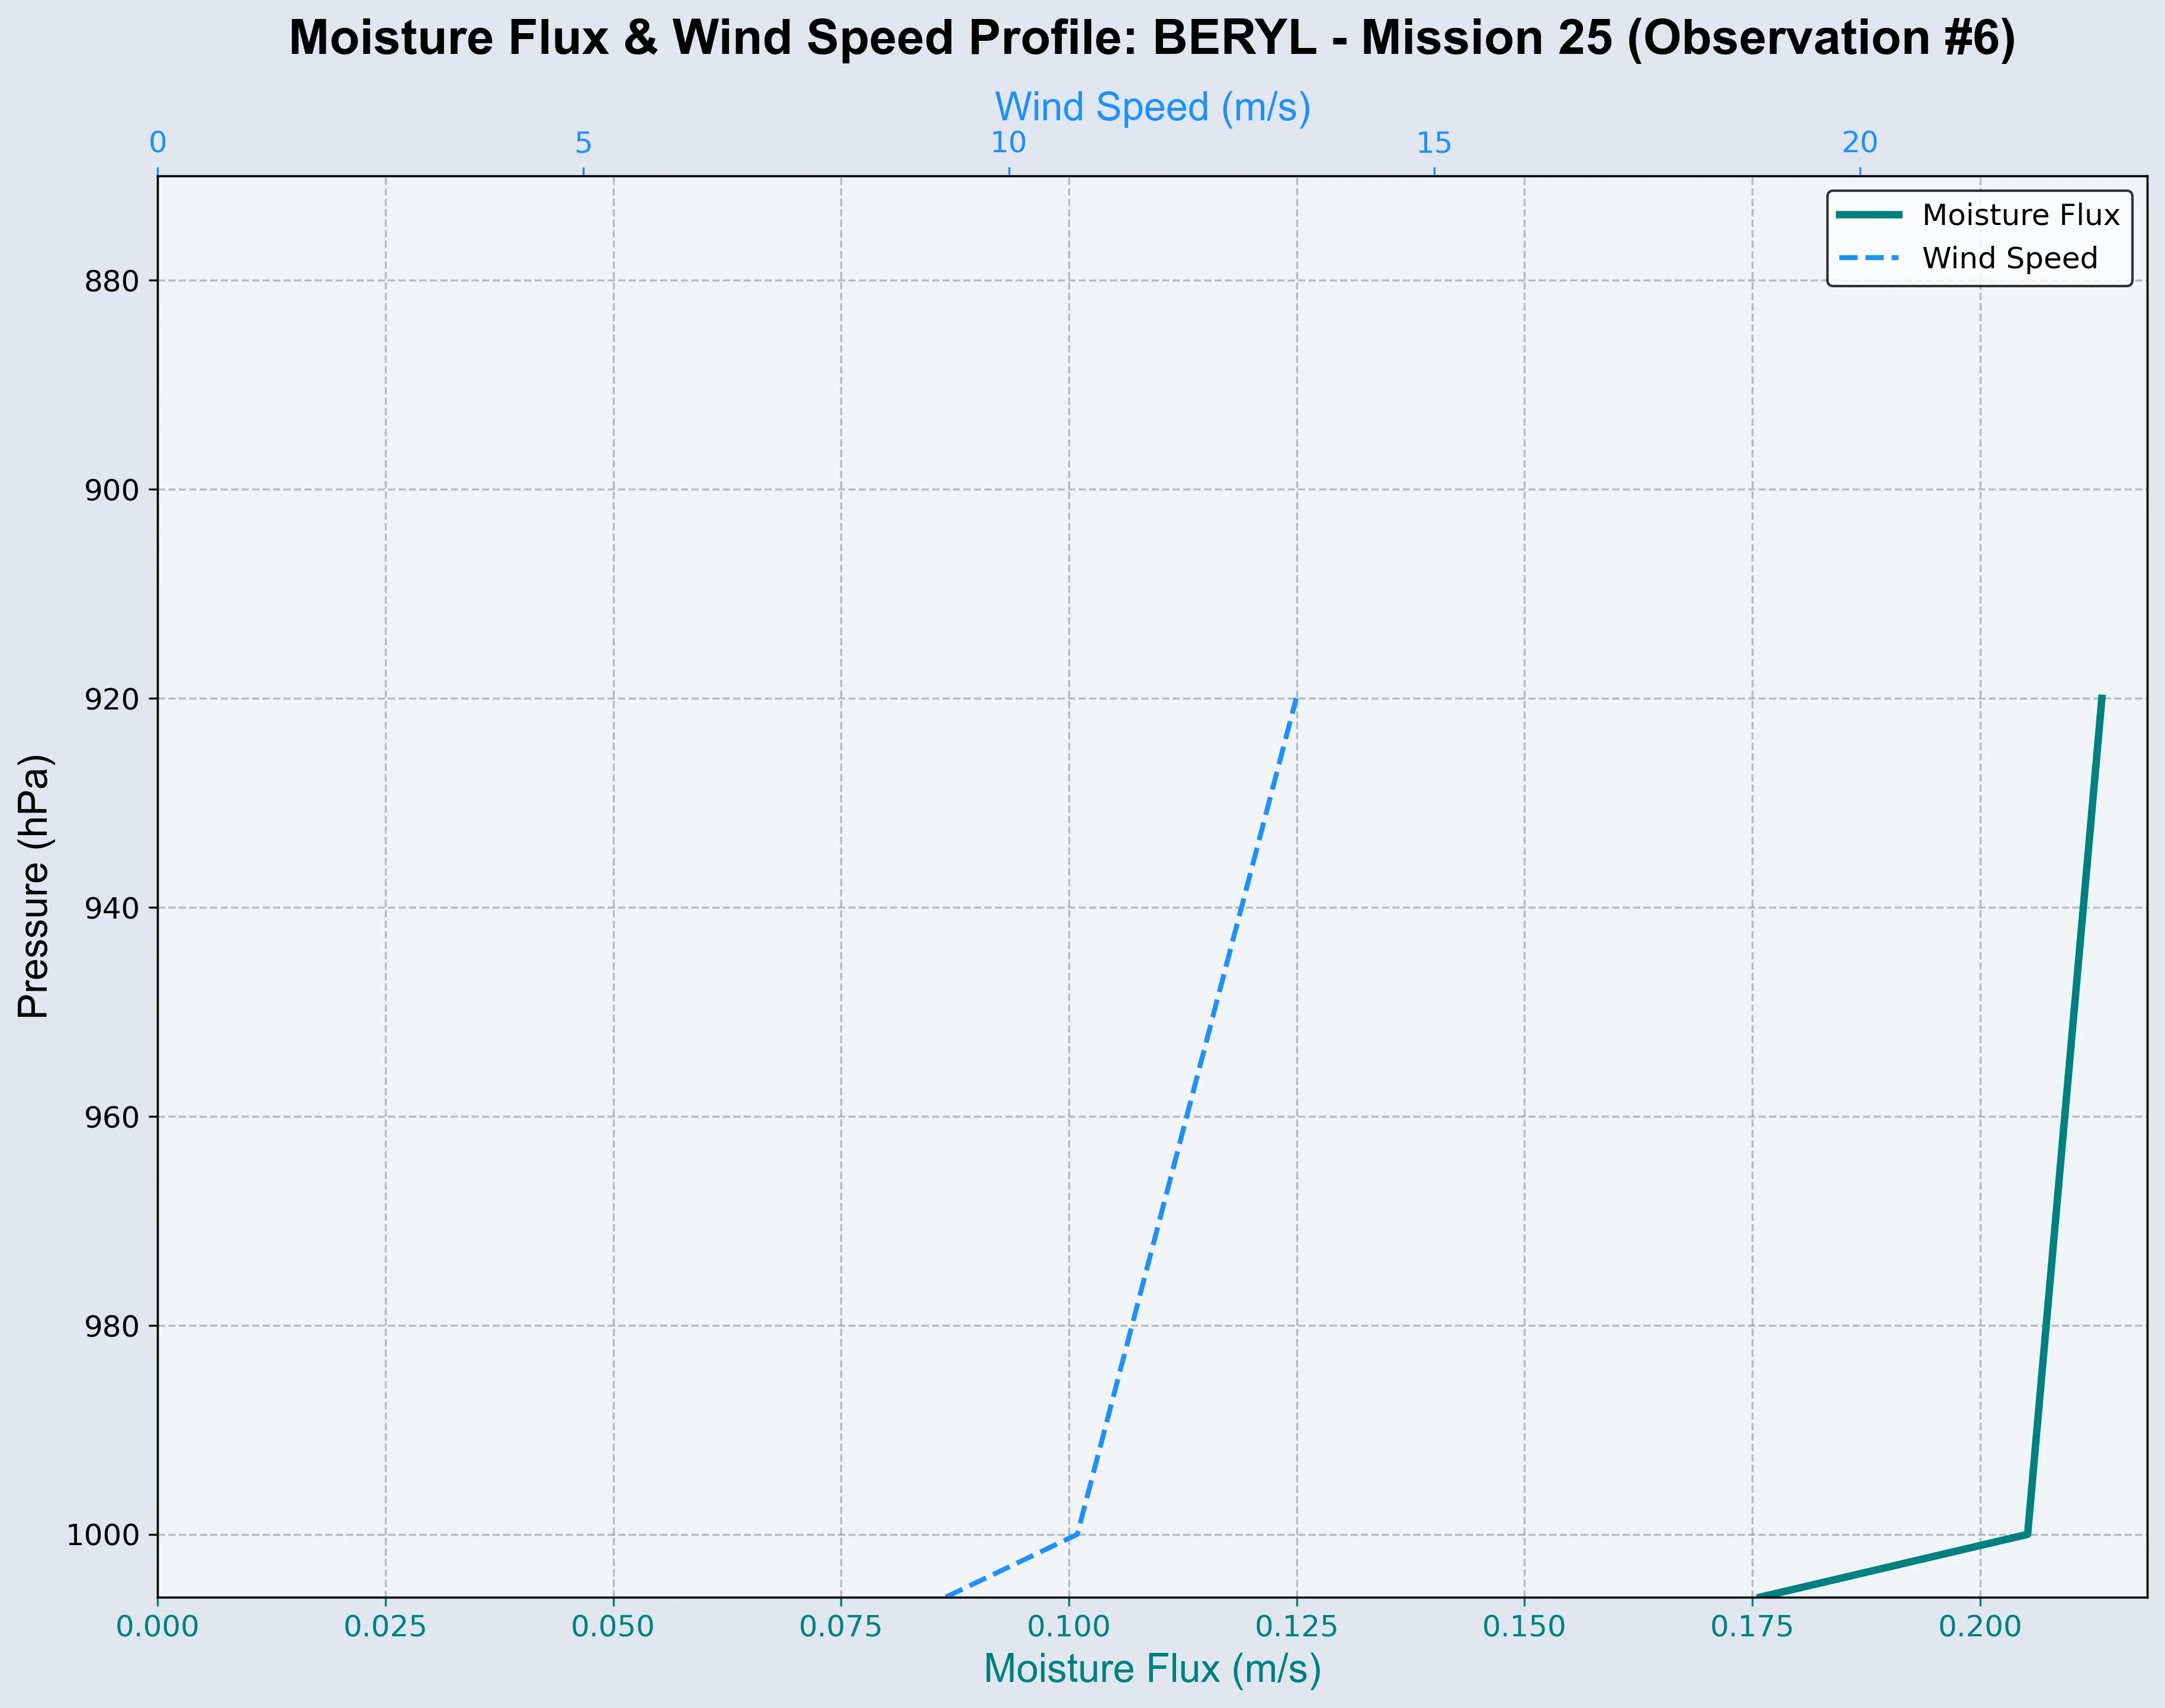 Moisture Flux & Wind Speed Profile: BERYL - Mission 25 (Observation #6)
Wind Speed (m/s)
0 5 10 15 20
Moisture Flux
Wind Speed
880
900
920
940
960
980
1000
Pressure (hPa)
0.000 0.025 0.050 0.075 0.100 0.125 0.150 0.175 0.200
Moisture Flux (m/s)